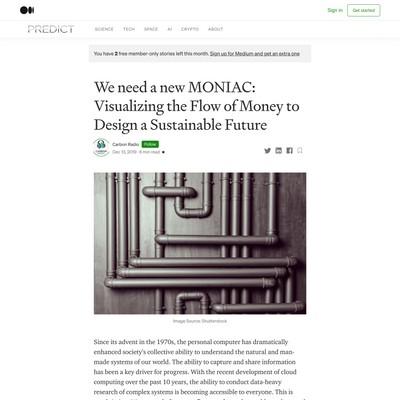 Sign in
Get started
PREDICT
SCIENCE
TECH
SPACE
AI
CRYPTO
ABOUT
You have 2 free member-only stories left this month. Sign up for Medium and get an extra one
We need a new MONIAC:
Visualizing the Flow of Money to
Design a Sustainable Future
Carbon Radio
Follow
Dec 13, 2019 · 6 min read
Image Source: Shutterstock
Since its advent in the 1970s, the personal computer has dramatically
enhanced society's collective ability to understand the natural and man-
made systems of our world. The ability to capture and share information
has been a key driver for progress. With the recent development of cloud
computing over the past 10 years, the ability to conduct data-heavy
research of complex systems is becoming accessible to everyone. This is